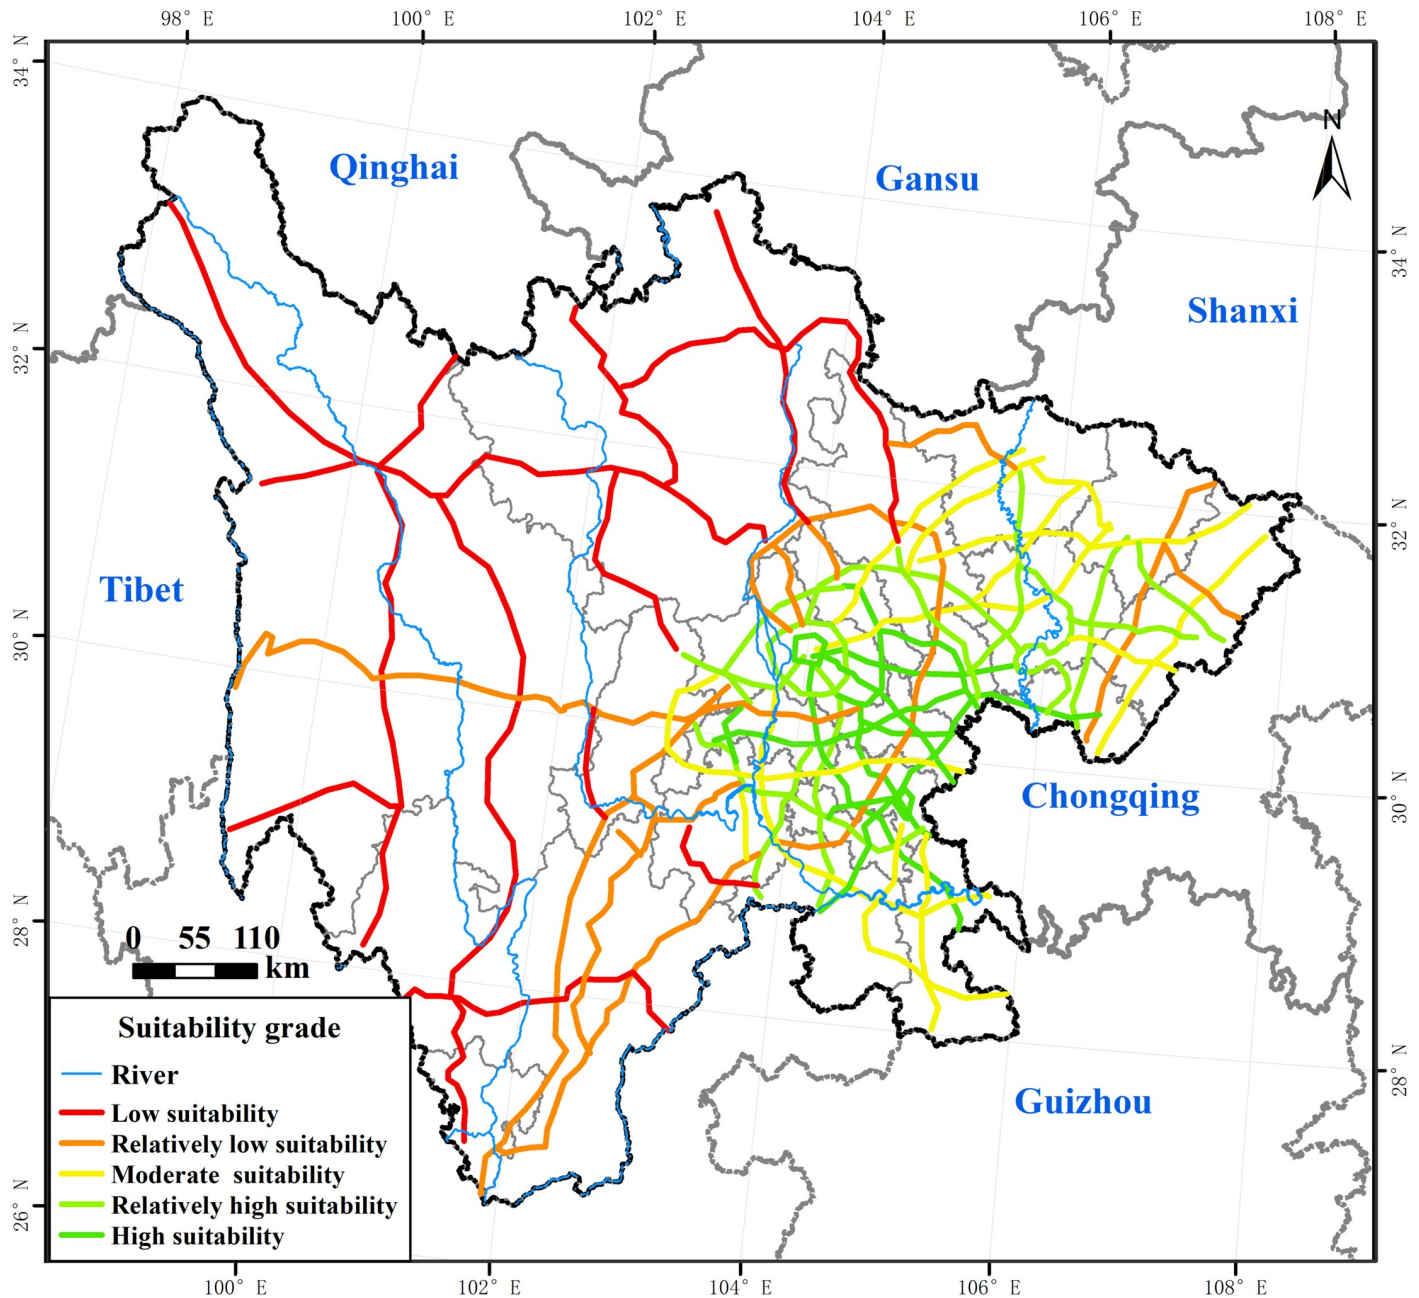 98° E 100° E 102° E 104° E 106° E 108° E
34° N
N
Qinghai
Gansu
34° N
Shanxi
32° N
32° N
Tibet
30° N
30° N
Chongqing
28° N
0 55 110
km
28° N
Guizhou
Suitability grade
River
Low suitability
Relatively low suitability
Moderate suitability
Relatively high suitability
High suitability
26° N
100° E 102° E 104° E 106° E 108° E